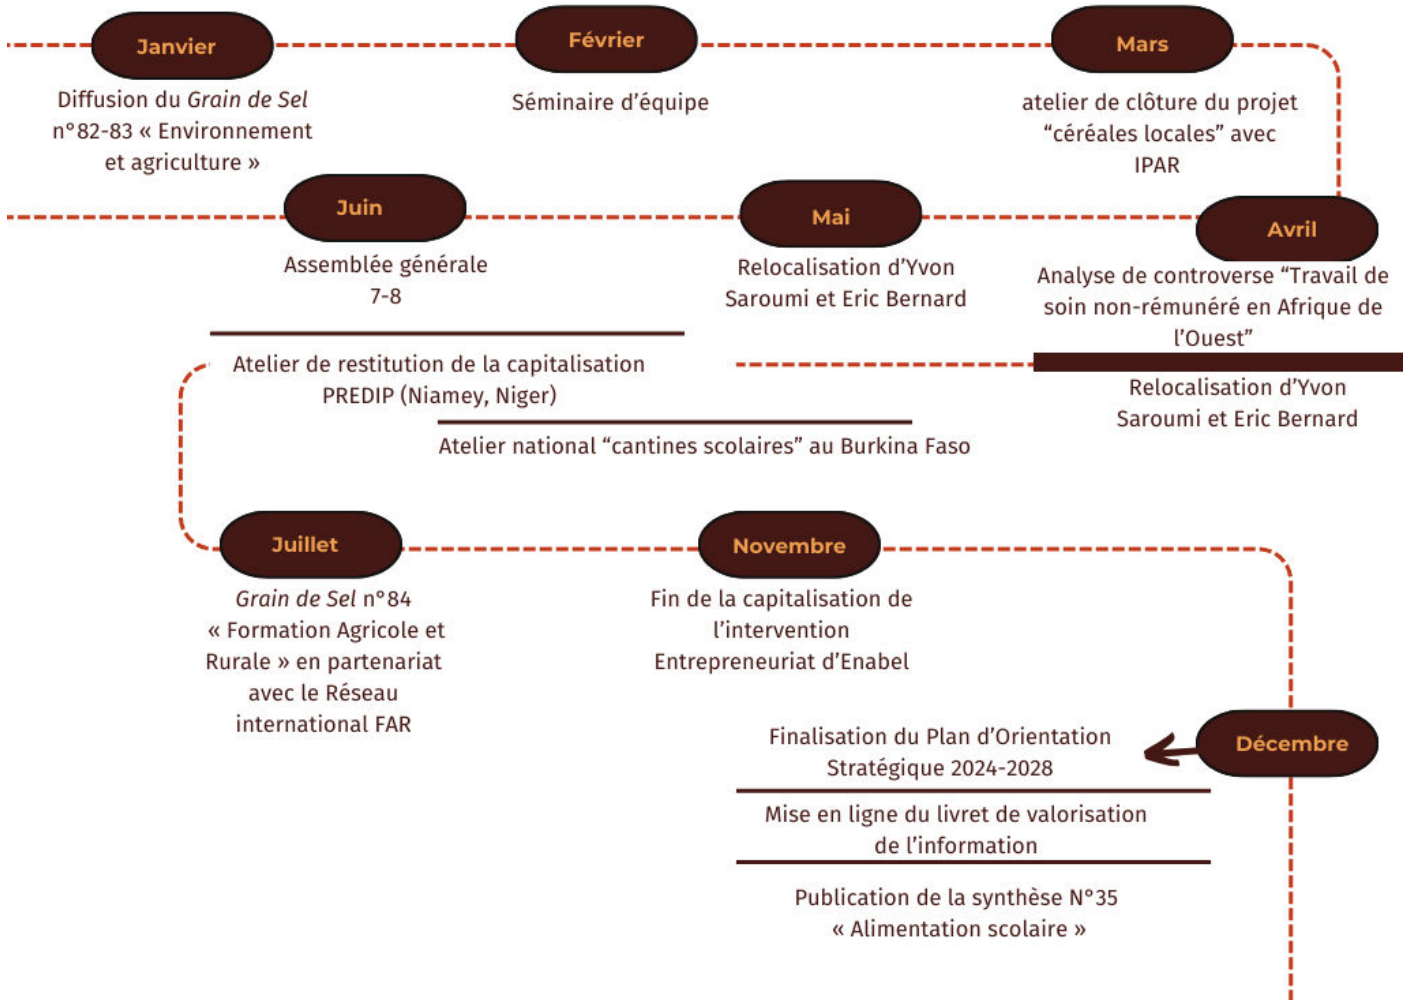 Janvier
Diffusion du Grain de Sel
n°82-83 « Environnement
et agriculture »
Février
Séminaire d’équipe
Mars
atelier de clôture du projet
“céréales locales” avec
IPAR
Avril
Analyse de controverse “Travail de
soin non-rémunéré en Afrique de
l’Ouest”
Relocalisation d’Yvon
Saroumi et Eric Bernard
Mai
Relocalisation d’Yvon
Saroumi et Eric Bernard
Juin
Assemblée générale
7-8
Atelier de restitution de la capitalisation
PREDIP (Niamey, Niger)
Atelier national “cantines scolaires” au Burkina Faso
Juillet
Grain de Sel n°84
« Formation Agricole et
Rurale » en partenariat
avec le Réseau
international FAR
Novembre
Fin de la capitalisation de
l’intervention
Entrepreneuriat d’Enabel
Décembre
Finalisation du Plan d’Orientation
Stratégique 2024-2028
Mise en ligne du livret de valorisation
de l’information
Publication de la synthèse N°35
« Alimentation scolaire »